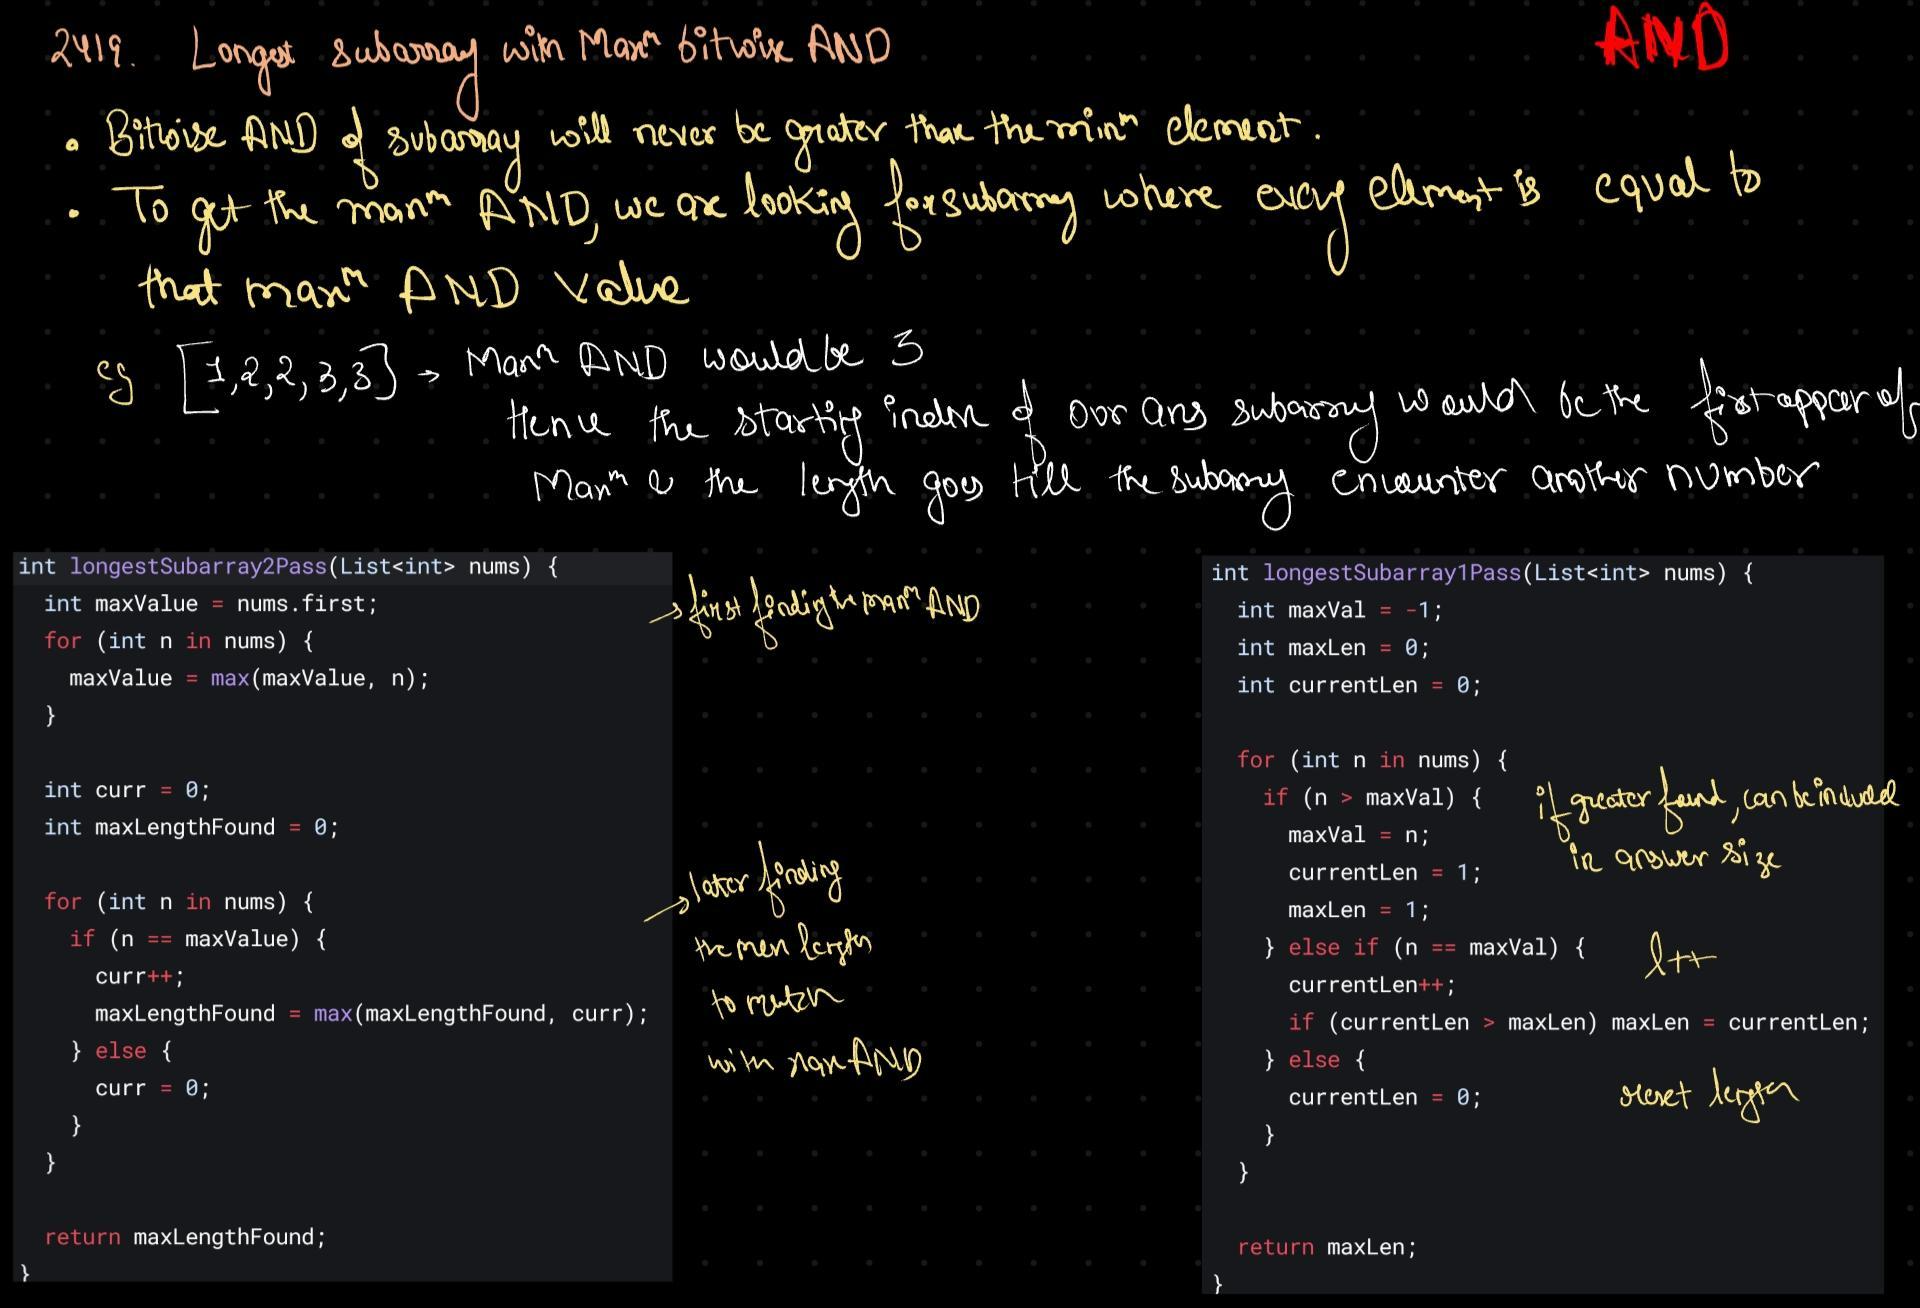 2419. Longest subarray with Maxm bitwise AND
AND
• Bitwise AND of subarray will never be grater than the minm element.
• To get the maxm AND, we are looking for subarray where every element is equal to
that maxm AND value
eg [1,2,2,3,3] → Maxm AND would be 3
Hence the starting index of our ans subarray would be the first appear of
Maxm & the length goes till the subarray encounter another number
int longestSubarray2Pass(List<int> nums) {
int maxValue = nums.first;
for (int n in nums) {
maxValue = max(maxValue, n);
}
int curr = 0;
int maxLengthFound = 0;
for (int n in nums) {
if (n == maxValue) {
curr++;
maxLengthFound = max(maxLengthFound, curr);
} else {
curr = 0;
}
}
return maxLengthFound;
}
→ first finding the maxm AND
→ later finding
the max length
to match
with max AND
int longestSubarray1Pass(List<int> nums) {
int maxVal = -1;
int maxLen = 0;
int currentLen = 0;
for (int n in nums) {
if (n > maxVal) {
maxVal = n;
currentLen = 1;
maxLen = 1;
} else if (n == maxVal) {
currentLen++;
if (currentLen > maxLen) maxLen = currentLen;
} else {
currentLen = 0;
}
}
return maxLen;
}
if greater found, can be included
in answer size
l++
reset length